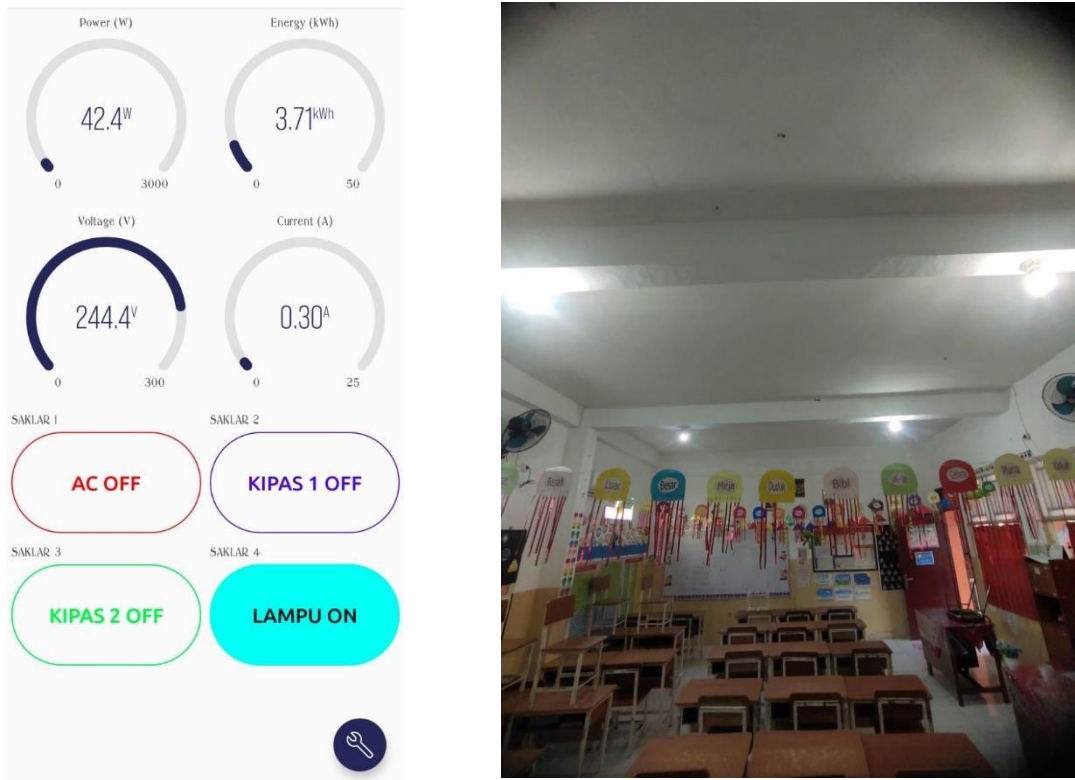 Power (W)
Energy (kWh)
42.4W
3.71kWh
0
3000
0
50
Voltage (V)
Current (A)
244.4V
0.30A
0
300
0
25
SAKLAR 1
SAKLAR 2
AC OFF
KIPAS 1 OFF
SAKLAR 3
SAKLAR 4
KIPAS 2 OFF
LAMPU ON
Besar
Meja
Duduk
Bibi